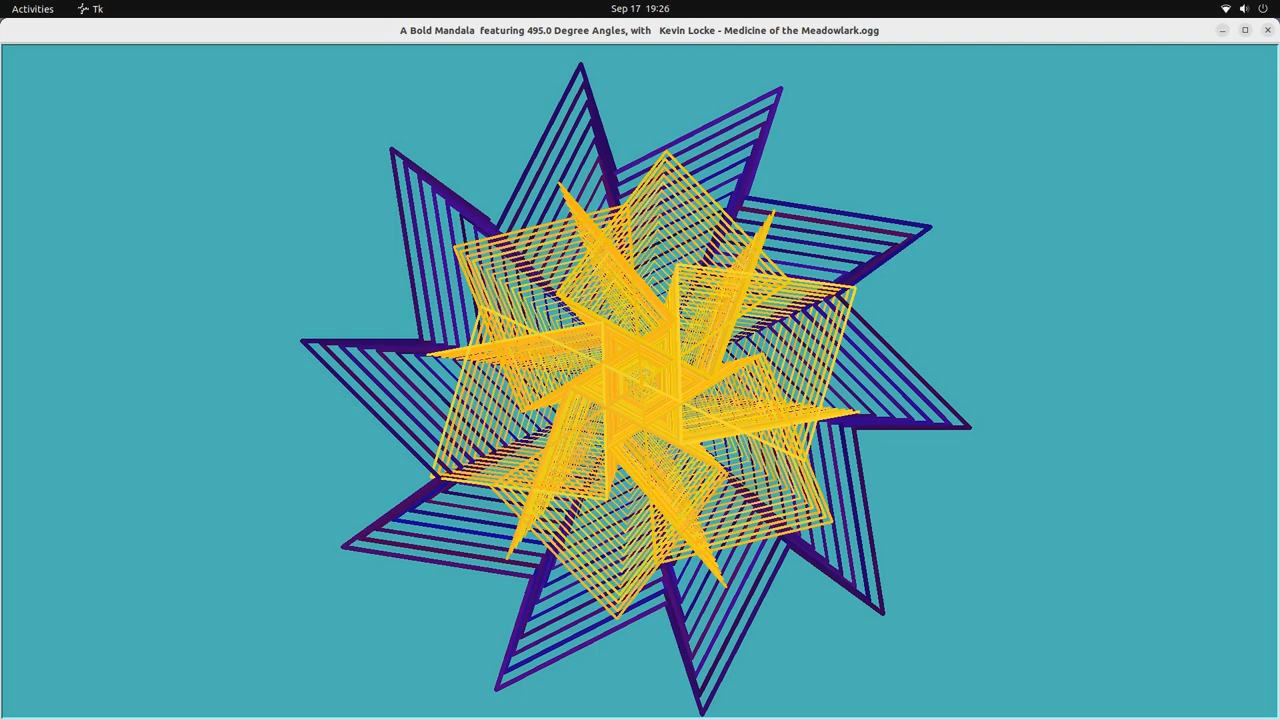 Activities Tk Sep 17 19:26
A Bold Mandala featuring 495.0 Degree Angles, with Kevin Locke - Medicine of the Meadowlark.ogg